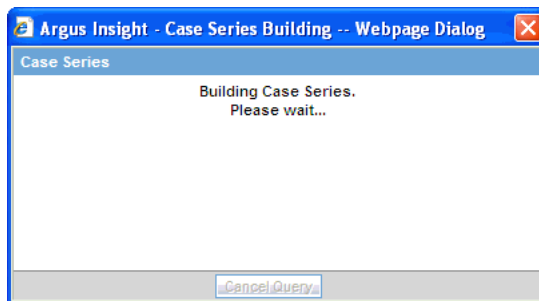 Argus Insight - Case Series Building -- Webpage Dialog
Case Series
Building Case Series.
Please wait...
Cancel Query